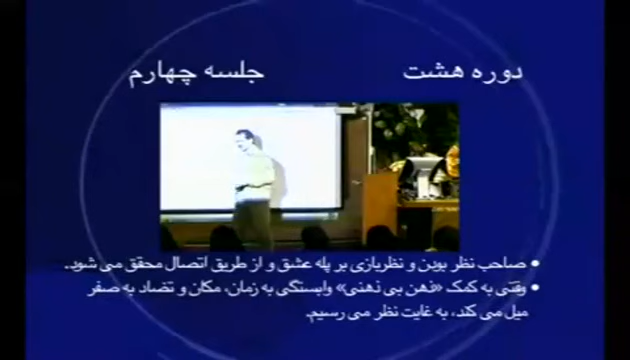 دوره هشت
جلسه چهارم
• صاحب نظر بودن و نظربازی بر پله عشق و از طریق اتصال محقق می شود.
• وقتی به کمک «ذهن بی ذهنی» وابستگی به زمان، مکان و تضاد به صفر
میل می کند، به غایت نظر می رسیم.